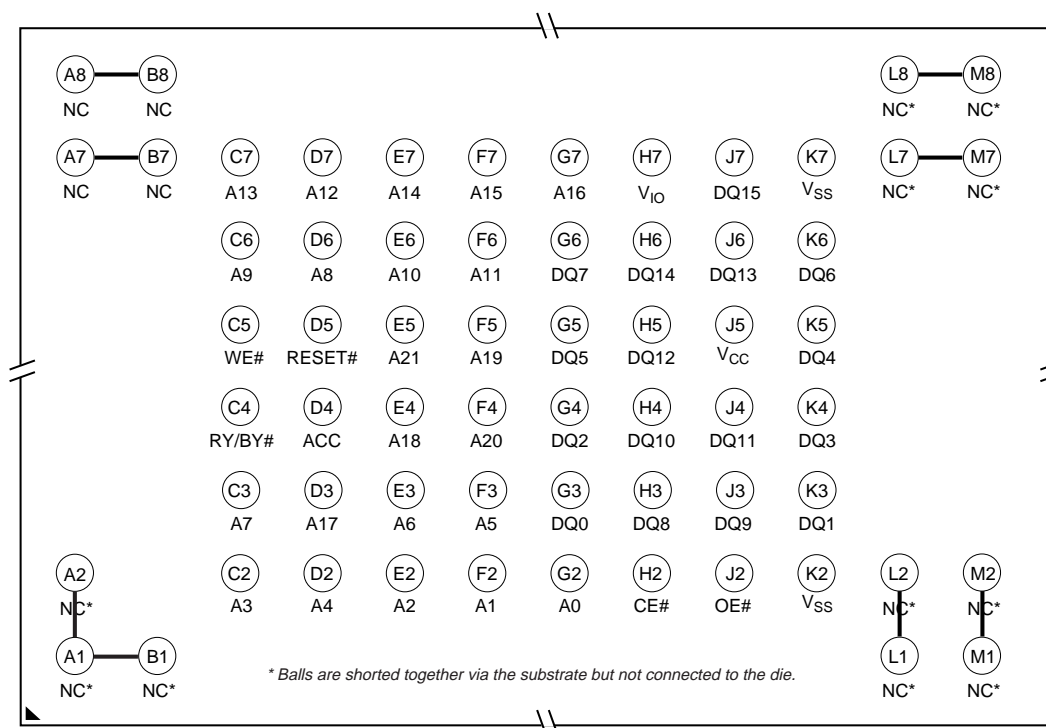 A8 B8 L8 M8
NC NC NC* NC*
A7 B7 C7 D7 E7 F7 G7 H7 J7 K7 L7 M7
NC NC A13 A12 A14 A15 A16 VIO DQ15 VSS NC* NC*
C6 D6 E6 F6 G6 H6 J6 K6
A9 A8 A10 A11 DQ7 DQ14 DQ13 DQ6
C5 D5 E5 F5 G5 H5 J5 K5
WE# RESET# A21 A19 DQ5 DQ12 VCC DQ4
C4 D4 E4 F4 G4 H4 J4 K4
RY/BY# ACC A18 A20 DQ2 DQ10 DQ11 DQ3
C3 D3 E3 F3 G3 H3 J3 K3
A7 A17 A6 A5 DQ0 DQ8 DQ9 DQ1
A2 C2 D2 E2 F2 G2 H2 J2 K2 L2 M2
NC* A3 A4 A2 A1 A0 CE# OE# VSS NC* NC*
A1 B1 L1 M1
* Balls are shorted together via the substrate but not connected to the die.
NC* NC* NC* NC*